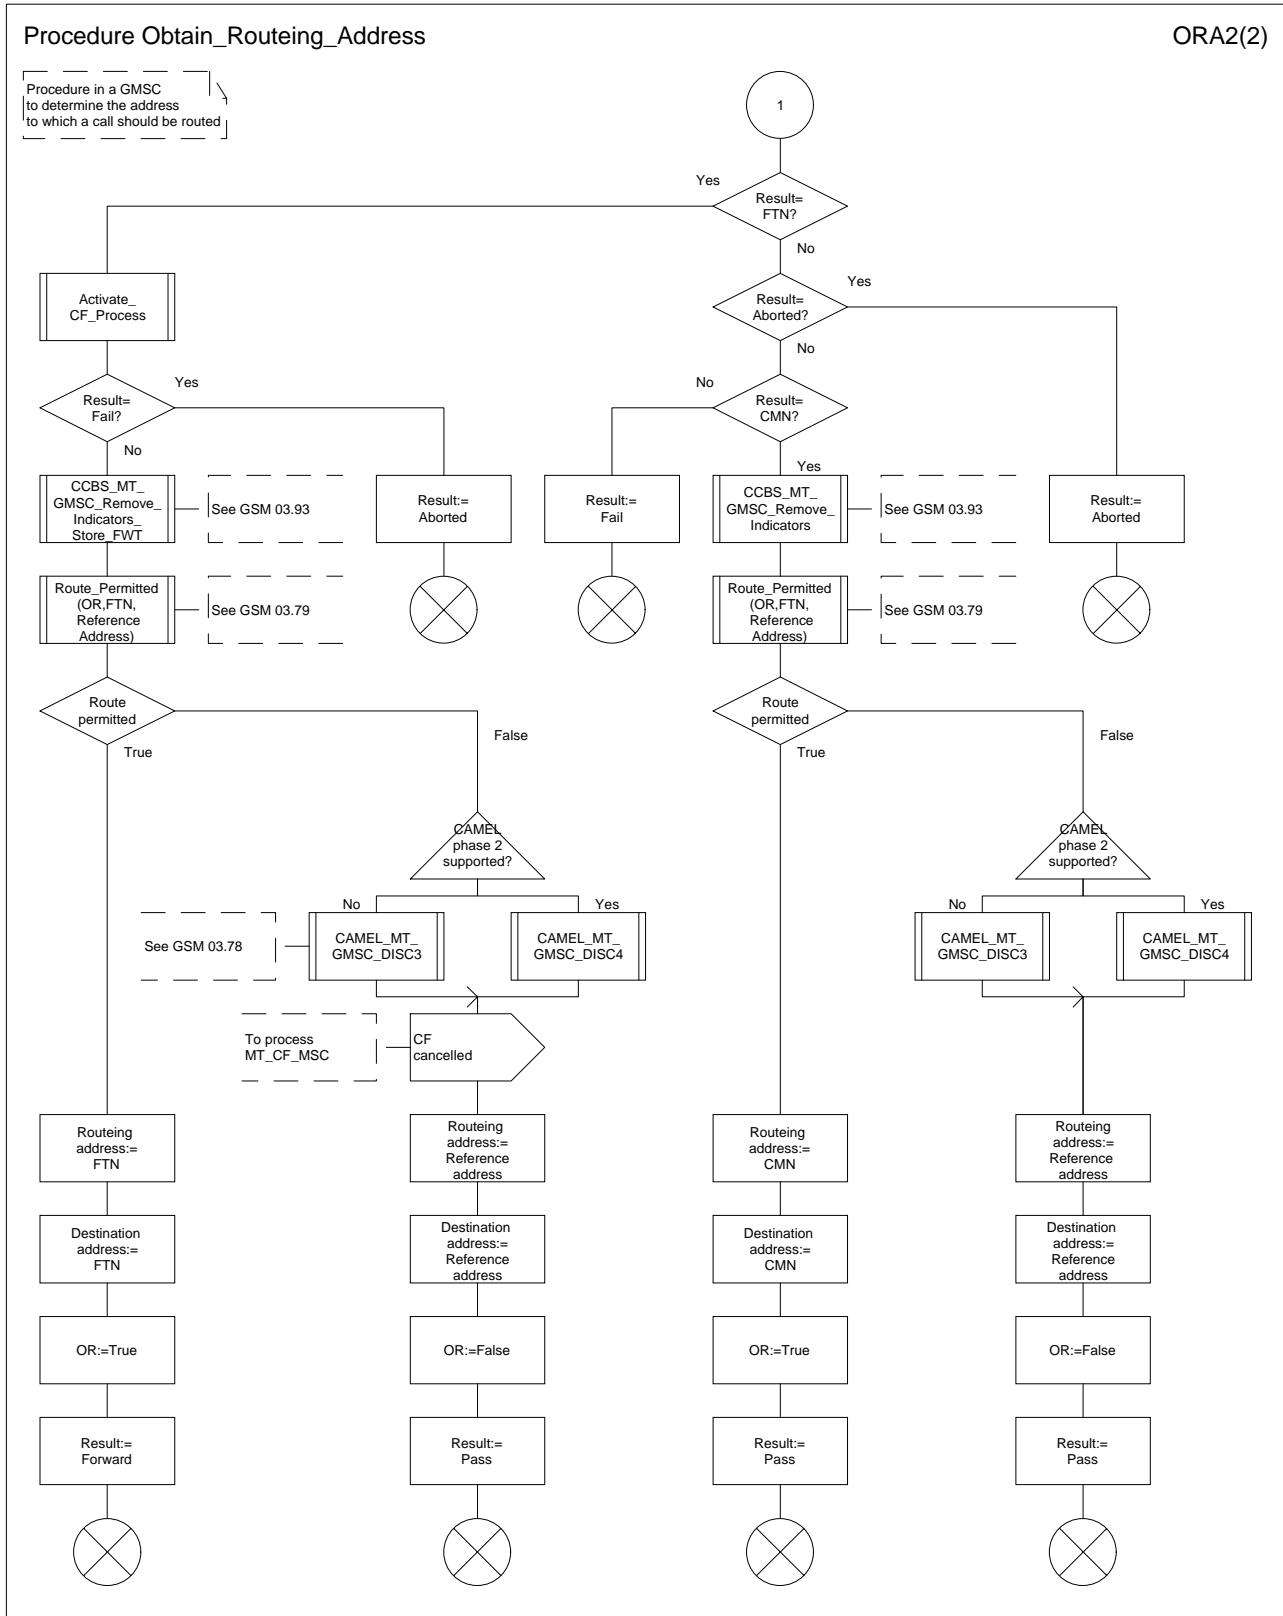 Procedure Obtain_Routeing_Address
ORA2(2)
Procedure in a GMSC
to determine the address
to which a call should be routed
1
Yes
Result=
FTN?
No
Activate_
CF_Process
Result=
Aborted?
Yes
No
Result=
Fail?
Yes
No
No
Result=
CMN?
Yes
CCBS_MT_
GMSC_Remove_
Indicators_
Store_FWT
See GSM 03.93
Result:=
Aborted
Result:=
Fail
CCBS_MT_
GMSC_Remove_
Indicators
See GSM 03.93
Result:=
Aborted
Route_Permitted
(OR,FTN,
Reference
Address)
See GSM 03.79
Route_Permitted
(OR,FTN,
Reference
Address)
See GSM 03.79
Route
permitted
False
True
Route
permitted
False
True
CAMEL
phase 2
supported?
CAMEL
phase 2
supported?
No
Yes
No
Yes
See GSM 03.78
CAMEL_MT_
GMSC_DISC3
CAMEL_MT_
GMSC_DISC4
CAMEL_MT_
GMSC_DISC3
CAMEL_MT_
GMSC_DISC4
To process
MT_CF_MSC
CF
cancelled
Routeing
address:=
FTN
Routeing
address:=
Reference
address
Routeing
address:=
CMN
Routeing
address:=
Reference
address
Destination
address:=
FTN
Destination
address:=
Reference
address
Destination
address:=
CMN
Destination
address:=
Reference
address
OR:=True
OR:=False
OR:=True
OR:=False
Result:=
Forward
Result:=
Pass
Result:=
Pass
Result:=
Pass